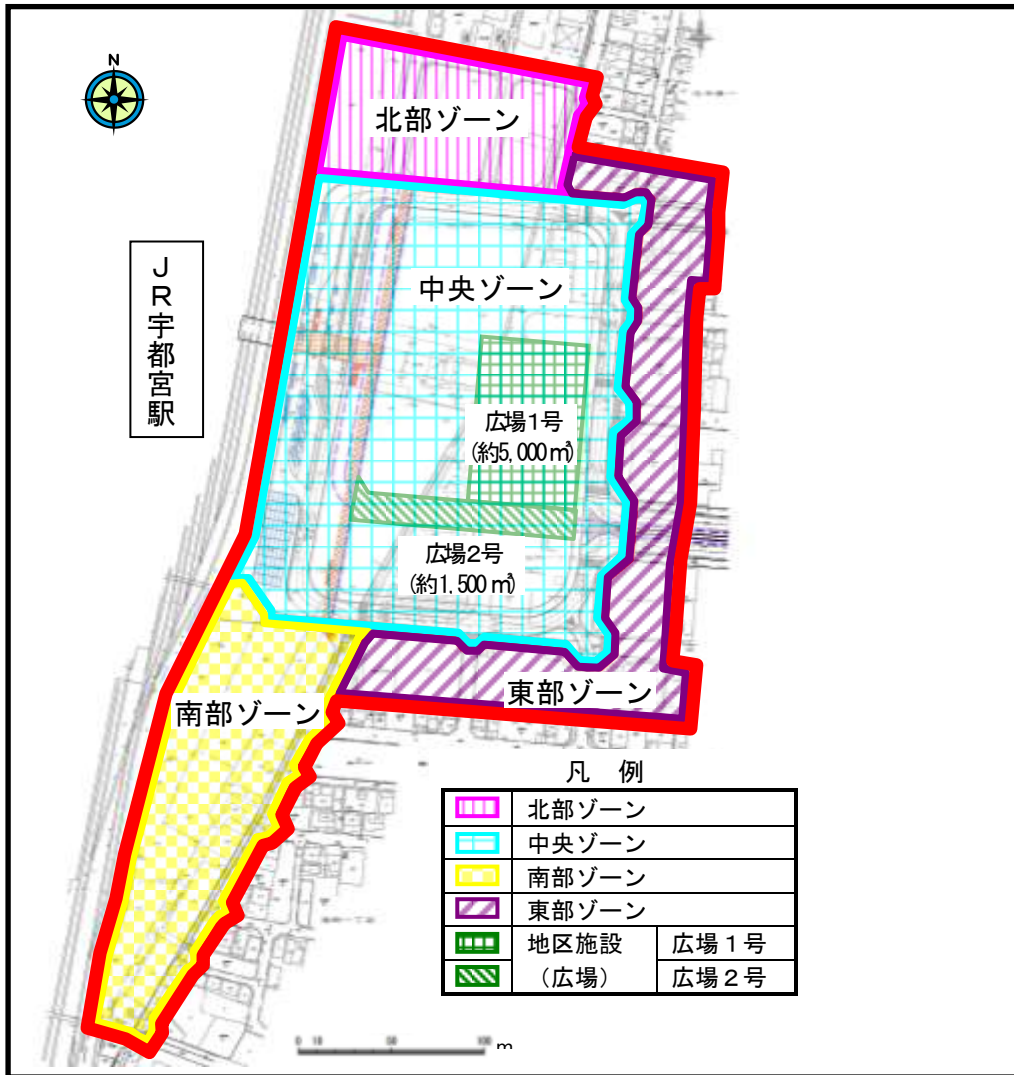 N
北部ゾーン
JR宇都宮駅
中央ゾーン
広場1号
(約5,000㎡)
広場2号
(約1,500㎡)
東部ゾーン
南部ゾーン
凡 例
北部ゾーン
中央ゾーン
南部ゾーン
東部ゾーン
地区施設 広場1号
(広場) 広場2号
0 10 50 100 m